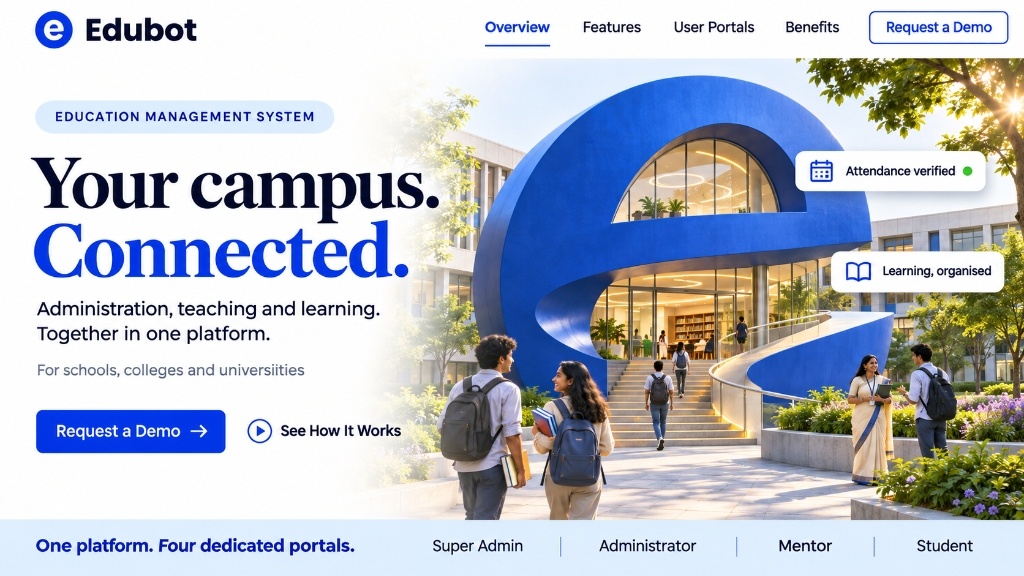 e Edubot
Overview
Features
User Portals
Benefits
Request a Demo
EDUCATION MANAGEMENT SYSTEM
Your campus.
Connected.
Administration, teaching and learning.
Together in one platform.
For schools, colleges and universiities
Request a Demo
See How It Works
Attendance verified
Learning, organised
One platform. Four dedicated portals.
Super Admin
Administrator
Mentor
Student